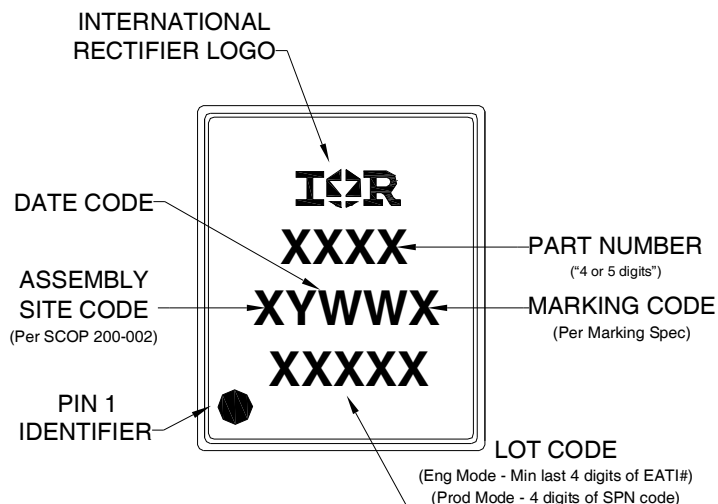 INTERNATIONAL
RECTIFIER LOGO
IOR
DATE CODE
XXXX
PART NUMBER
("4 or 5 digits")
ASSEMBLY
SITE CODE
(Per SCOP 200-002)
XYWWX
MARKING CODE
(Per Marking Spec)
XXXXX
PIN 1
IDENTIFIER
LOT CODE
(Eng Mode - Min last 4 digits of EATI#)
(Prod Mode - 4 digits of SPN code)